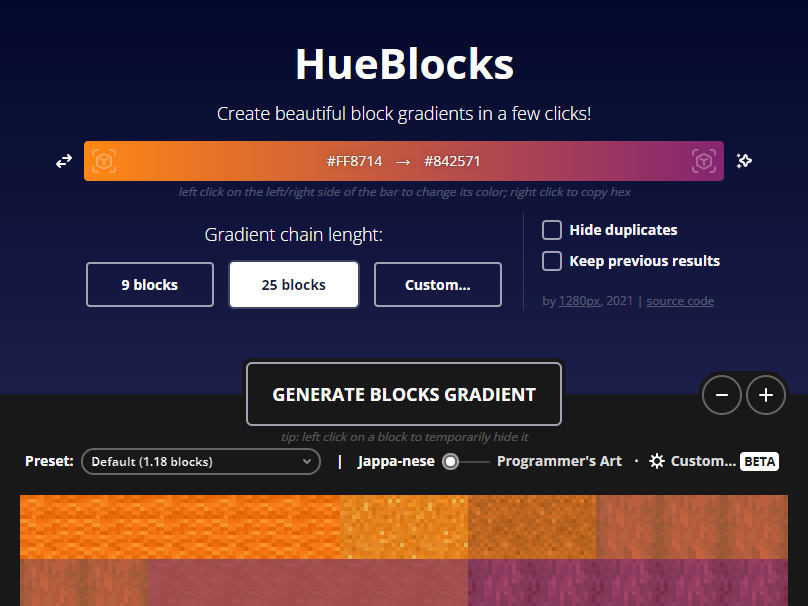 HueBlocks
Create beautiful block gradients in a few clicks!
#FF8714 → #842571
left click on the left/right side of the bar to change its color; right click to copy hex
Gradient chain lenght:
9 blocks
25 blocks
Custom...
Hide duplicates
Keep previous results
by 1280px, 2021 | source code
GENERATE BLOCKS GRADIENT
− +
tip: left click on a block to temporarily hide it
Preset: Default (1.18 blocks) | Jappa-nese Programmer's Art · Custom... BETA